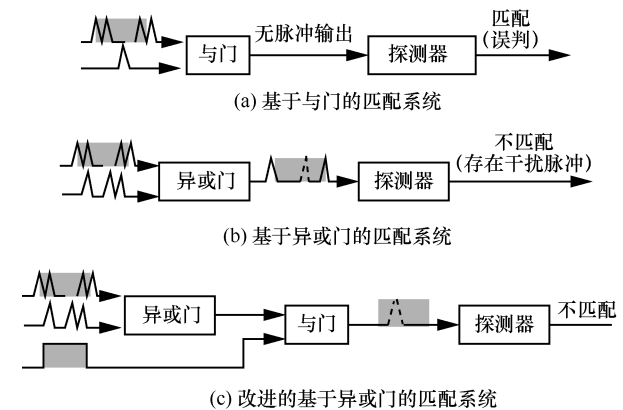 匹配
(误判)
与门
无脉冲输出
探测器
(a) 基于与门的匹配系统
不匹配
(存在干扰脉冲)
异或门
探测器
(b) 基于异或门的匹配系统
异或门
与门
探测器
不匹配
(c) 改进的基于异或门的匹配系统